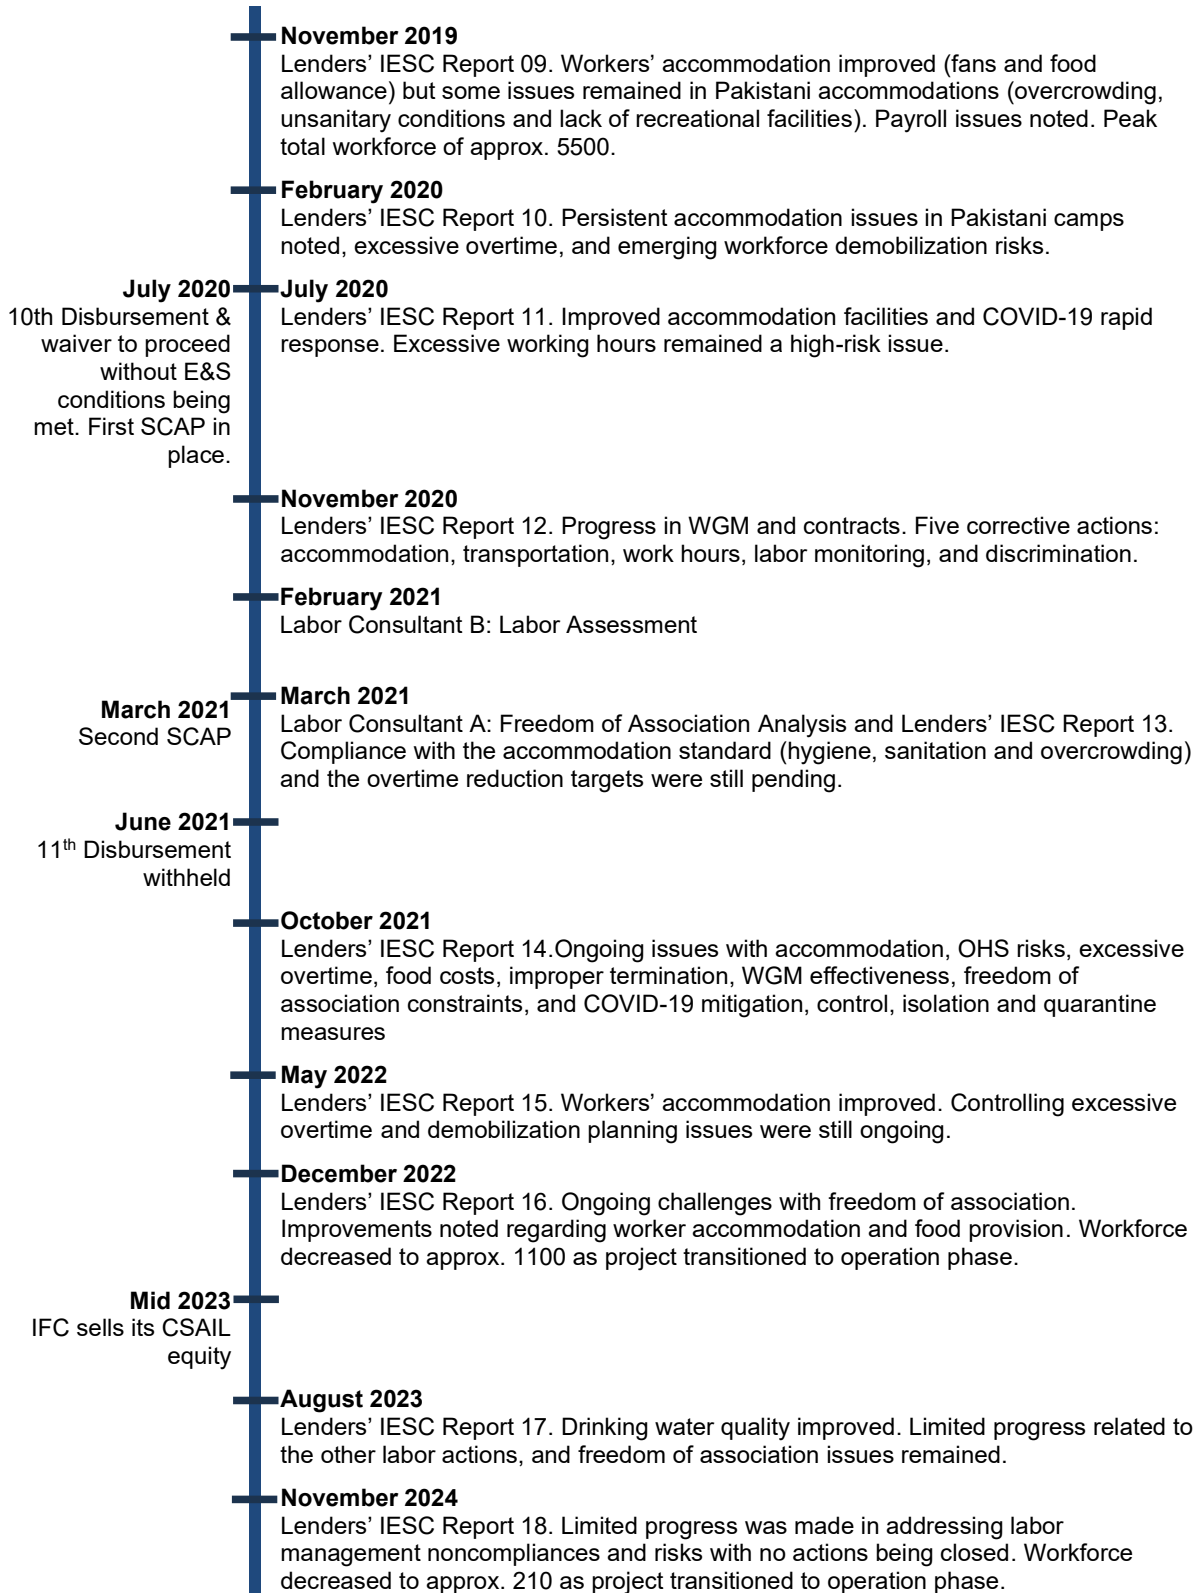 November 2019
Lenders’ IESC Report 09. Workers’ accommodation improved (fans and food
allowance) but some issues remained in Pakistani accommodations (overcrowding,
unsanitary conditions and lack of recreational facilities). Payroll issues noted. Peak
total workforce of approx. 5500.
February 2020
Lenders’ IESC Report 10. Persistent accommodation issues in Pakistani camps
noted, excessive overtime, and emerging workforce demobilization risks.
July 2020
10th Disbursement &
waiver to proceed
without E&S
conditions being
met. First SCAP in
place.
July 2020
Lenders’ IESC Report 11. Improved accommodation facilities and COVID-19 rapid
response. Excessive working hours remained a high-risk issue.
November 2020
Lenders’ IESC Report 12. Progress in WGM and contracts. Five corrective actions:
accommodation, transportation, work hours, labor monitoring, and discrimination.
February 2021
Labor Consultant B: Labor Assessment
March 2021
Second SCAP
March 2021
Labor Consultant A: Freedom of Association Analysis and Lenders’ IESC Report 13.
Compliance with the accommodation standard (hygiene, sanitation and overcrowding)
and the overtime reduction targets were still pending.
June 2021
11th Disbursement
withheld
October 2021
Lenders’ IESC Report 14.Ongoing issues with accommodation, OHS risks, excessive
overtime, food costs, improper termination, WGM effectiveness, freedom of
association constraints, and COVID-19 mitigation, control, isolation and quarantine
measures
May 2022
Lenders’ IESC Report 15. Workers’ accommodation improved. Controlling excessive
overtime and demobilization planning issues were still ongoing.
December 2022
Lenders’ IESC Report 16. Ongoing challenges with freedom of association.
Improvements noted regarding worker accommodation and food provision. Workforce
decreased to approx. 1100 as project transitioned to operation phase.
Mid 2023
IFC sells its CSAIL
equity
August 2023
Lenders’ IESC Report 17. Drinking water quality improved. Limited progress related to
the other labor actions, and freedom of association issues remained.
November 2024
Lenders’ IESC Report 18. Limited progress was made in addressing labor
management noncompliances and risks with no actions being closed. Workforce
decreased to approx. 210 as project transitioned to operation phase.